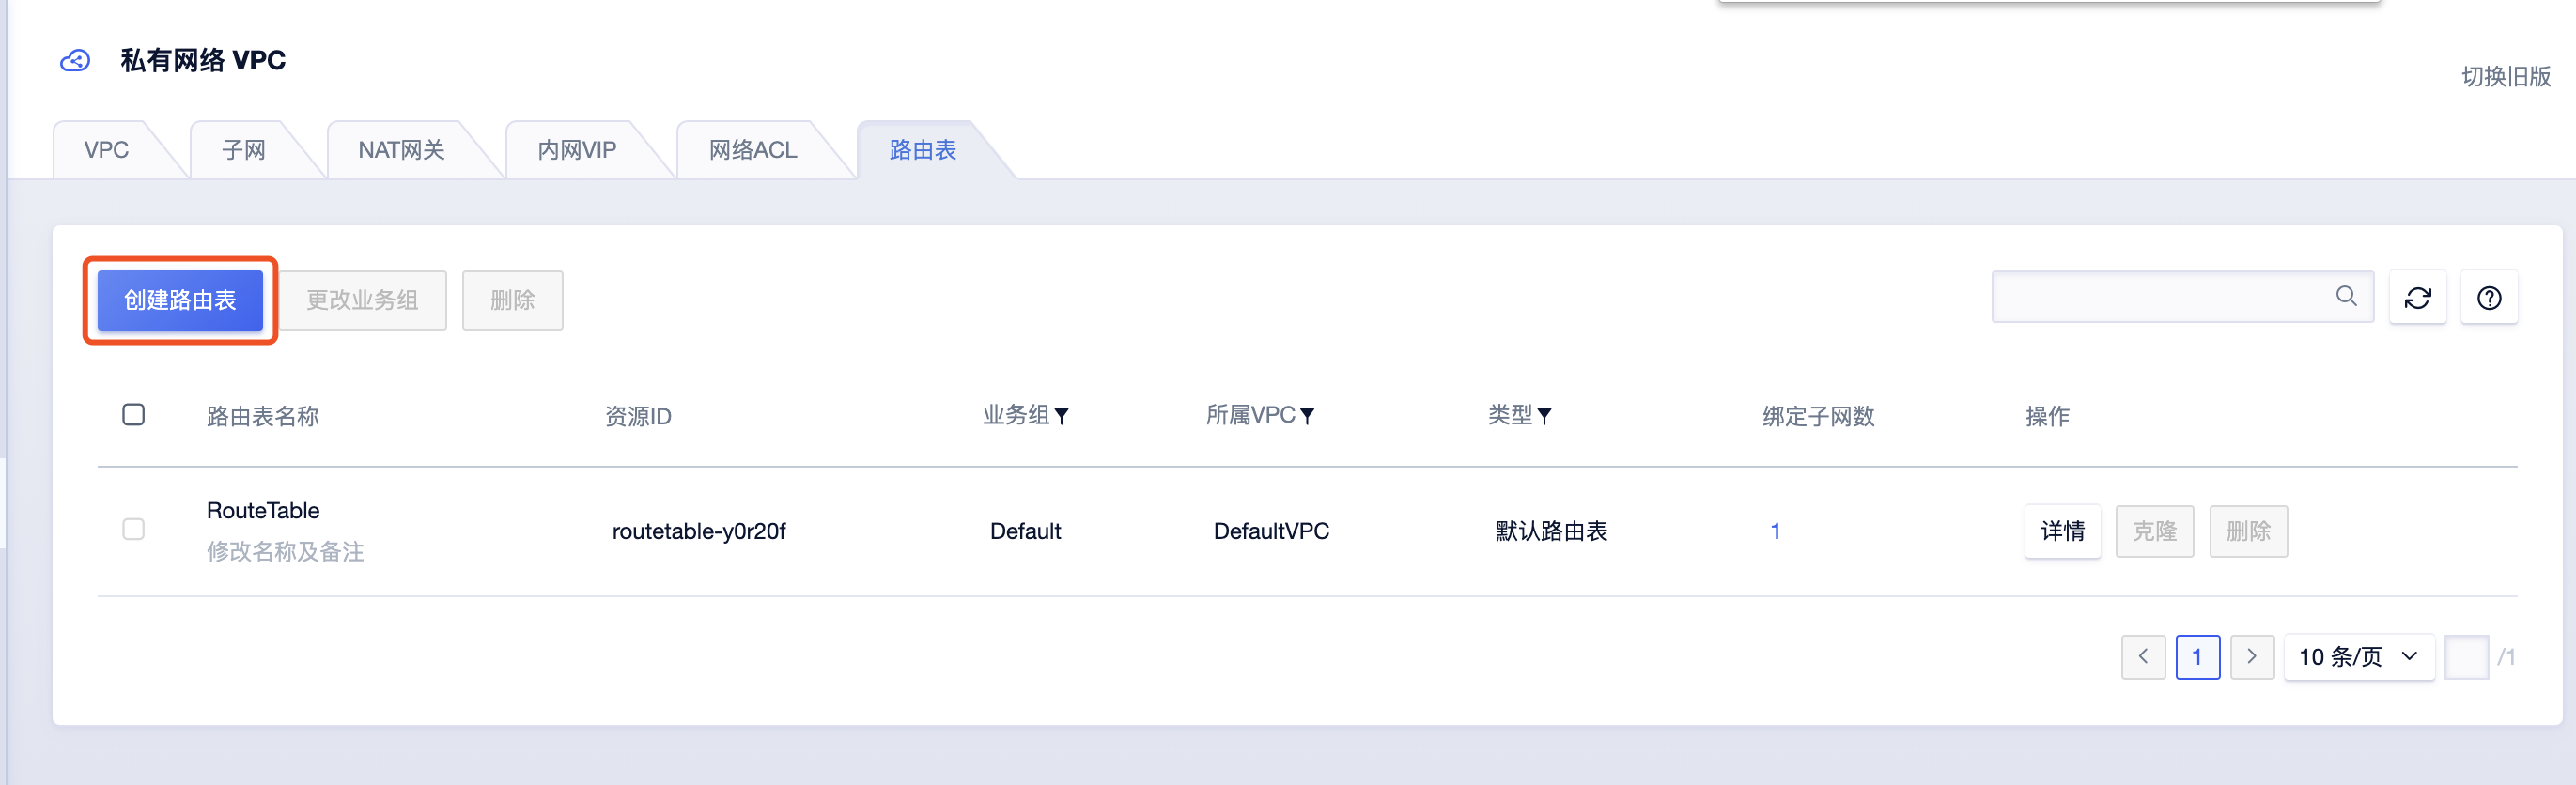 私有网络 VPC
切换旧版
VPC 子网 NAT网关 内网VIP 网络ACL 路由表
创建路由表 更改业务组 删除
路由表名称 资源ID 业务组 所属VPC 类型 绑定子网数 操作
RouteTable routetable-y0r20f Default DefaultVPC 默认路由表 1 详情 克隆 删除
修改名称及备注
1 10 条/页 /1